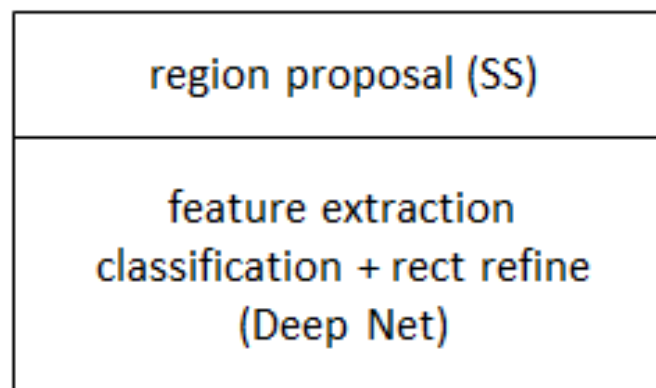 region proposal (SS)
feature extraction
classification + rect refine
(Deep Net)